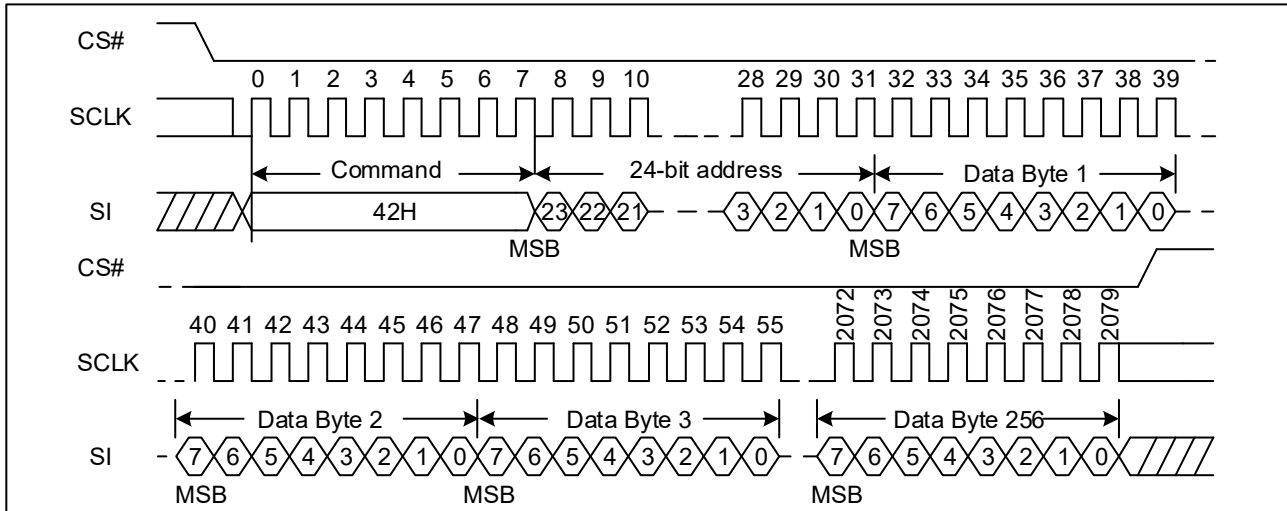 CS#
0 1 2 3 4 5 6 7 8 9 10 28 29 30 31 32 33 34 35 36 37 38 39
SCLK
Command 24-bit address Data Byte 1
SI 42H 23 22 21 3 2 1 0 7 6 5 4 3 2 1 0
MSB MSB
CS#
40 41 42 43 44 45 46 47 48 49 50 51 52 53 54 55 2072 2073 2074 2075 2076 2077 2078 2079
SCLK
Data Byte 2 Data Byte 3 Data Byte 256
SI 7 6 5 4 3 2 1 0 7 6 5 4 3 2 1 0 7 6 5 4 3 2 1 0
MSB MSB MSB